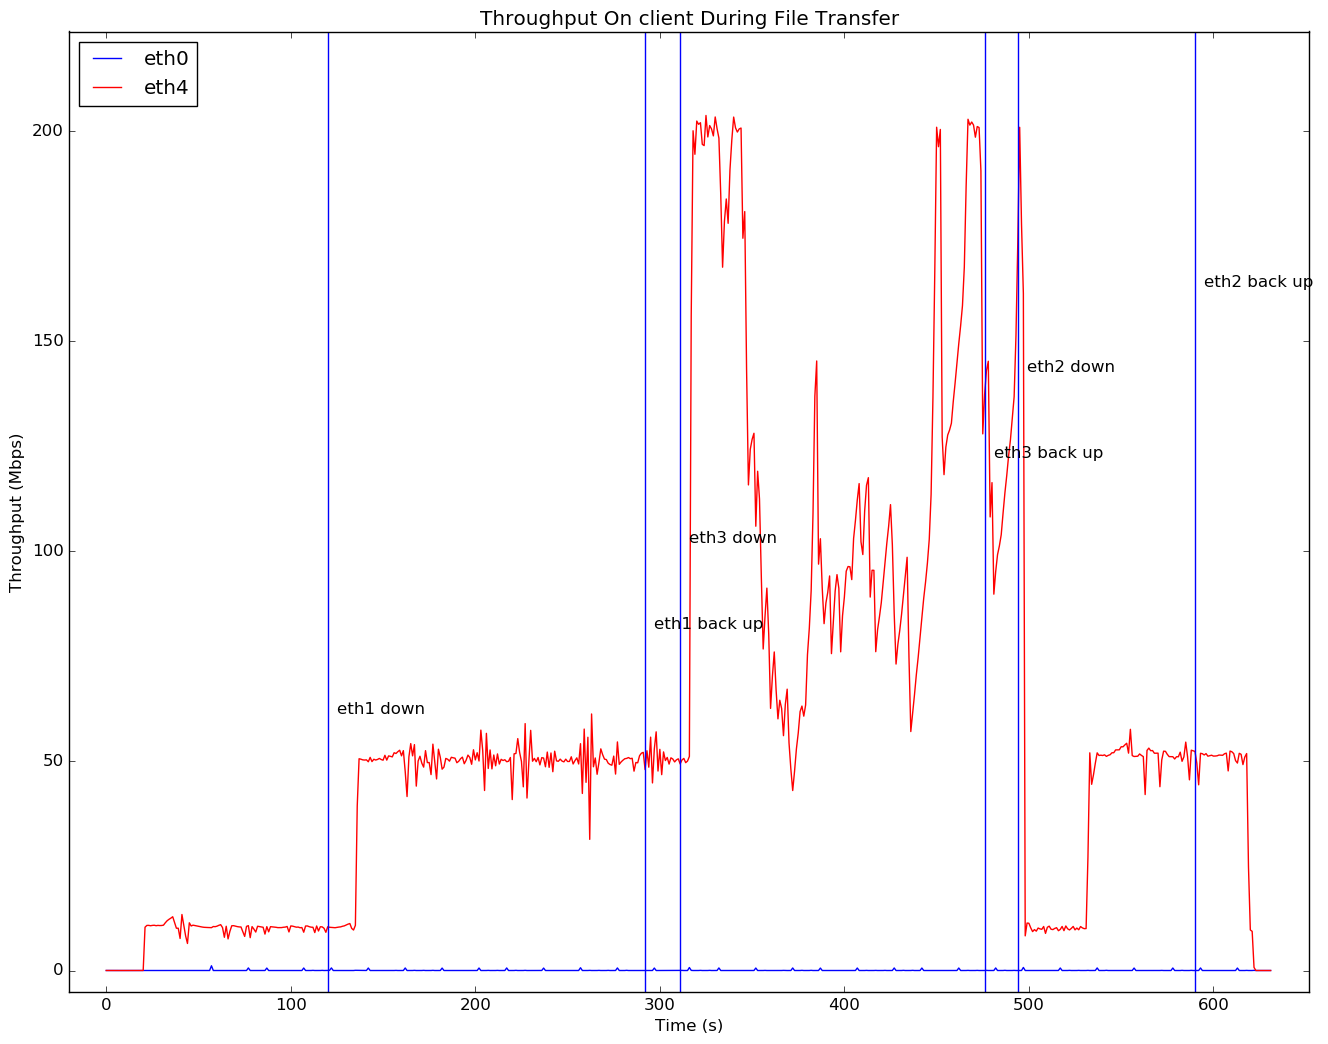 Throughput On client During File Transfer
eth0
eth4
200
150
100
50
0
Throughput (Mbps)
eth2 back up
eth2 down
eth3 back up
eth3 down
eth1 back up
eth1 down
0
100
200
300
400
500
600
Time (s)